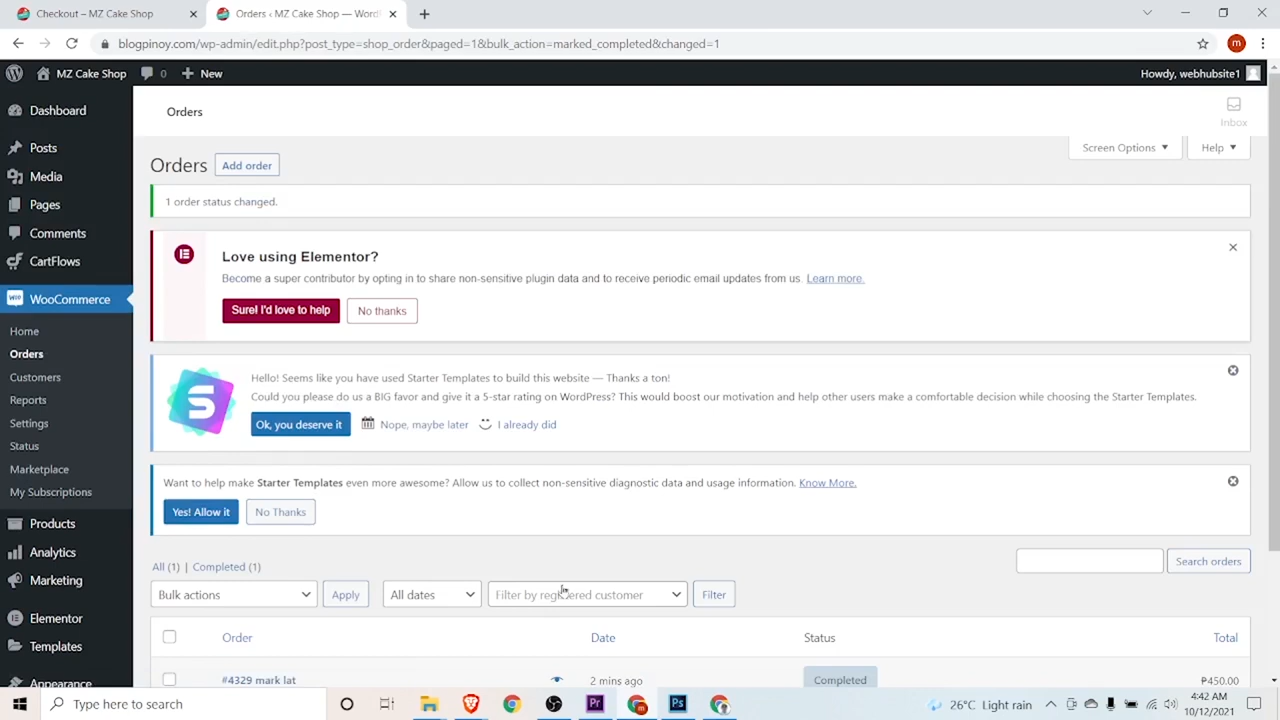 Checkout – MZ Cake Shop
Orders ‹ MZ Cake Shop — Word
blogpinoy.com/wp-admin/edit.php?post_type=shop_order&paged=1&bulk_action=marked_completed&changed=1
m
MZ Cake Shop
0
New
Howdy, webhubsite1
Dashboard
Posts
Media
Pages
Comments
CartFlows
WooCommerce
Home
Orders
Customers
Reports
Settings
Status
Marketplace
My Subscriptions
Products
Analytics
Marketing
Elementor
Templates
Appearance
Orders
Inbox
Screen Options
Help
Orders
Add order
1 order status changed.
Love using Elementor?
Become a super contributor by opting in to share non-sensitive plugin data and to receive periodic email updates from us. Learn more.
Sure! I'd love to help
No thanks
Hello! Seems like you have used Starter Templates to build this website — Thanks a ton!
Could you please do us a BIG favor and give it a 5-star rating on WordPress? This would boost our motivation and help other users make a comfortable decision while choosing the Starter Templates.
Ok, you deserve it
Nope, maybe later
I already did
Want to help make Starter Templates even more awesome? Allow us to collect non-sensitive diagnostic data and usage information. Know More.
Yes! Allow it
No Thanks
All (1) | Completed (1)
Search orders
Bulk actions
Apply
All dates
Filter by registered customer
Filter
Order
Date
Status
Total
#4329 mark lat
2 mins ago
Completed
₱450.00
Type here to search
Pr
Ps
26°C Light rain
4:42 AM
10/12/2021